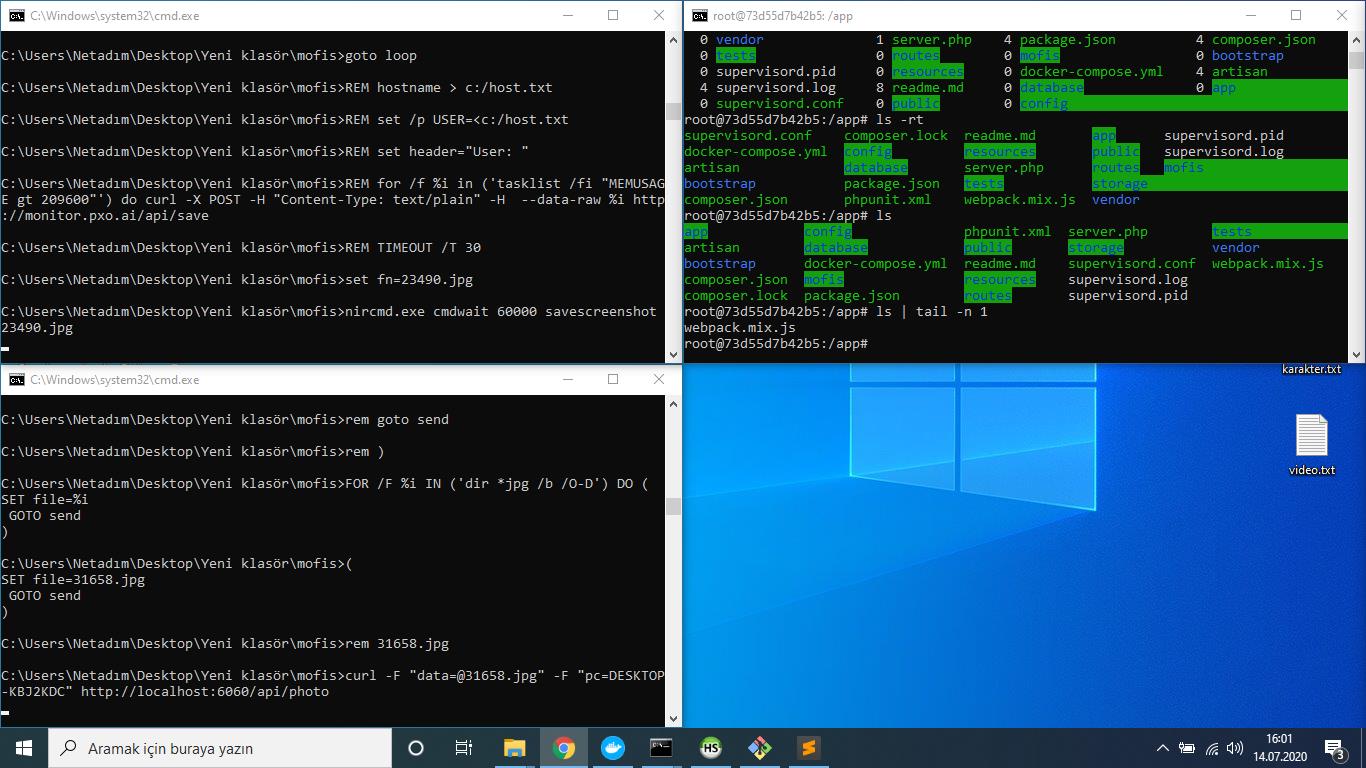 C:\Windows\system32\cmd.exe
C:\Users\Netadım\Desktop\Yeni klasör\mofis>goto loop
C:\Users\Netadım\Desktop\Yeni klasör\mofis>REM hostname > c:/host.txt
C:\Users\Netadım\Desktop\Yeni klasör\mofis>REM set /p USER=<c:/host.txt
C:\Users\Netadım\Desktop\Yeni klasör\mofis>REM set header="User: "
C:\Users\Netadım\Desktop\Yeni klasör\mofis>REM for /f %i in ('tasklist /fi "MEMUSAG
E gt 209600"') do curl -X POST -H "Content-Type: text/plain" -H  --data-raw %i http
://monitor.pxo.ai/api/save
C:\Users\Netadım\Desktop\Yeni klasör\mofis>REM TIMEOUT /T 30
C:\Users\Netadım\Desktop\Yeni klasör\mofis>set fn=23490.jpg
C:\Users\Netadım\Desktop\Yeni klasör\mofis>nircmd.exe cmdwait 60000 savescreenshot
23490.jpg
root@73d55d7b42b5: /app
0 vendor 1 server.php 4 package.json 4 composer.json
0 tests 0 routes 0 mofis 0 bootstrap
0 supervisord.pid 0 resources 0 docker-compose.yml 4 artisan
4 supervisord.log 8 readme.md 0 database 0 app
0 supervisord.conf 0 public 0 config
root@73d55d7b42b5:/app# ls -rt
supervisord.conf composer.lock readme.md app supervisord.pid
docker-compose.yml config resources public supervisord.log
artisan database server.php routes mofis
bootstrap package.json tests storage
composer.json phpunit.xml webpack.mix.js vendor
root@73d55d7b42b5:/app# ls
app config phpunit.xml server.php tests
artisan database public storage vendor
bootstrap docker-compose.yml readme.md supervisord.conf webpack.mix.js
composer.json mofis resources supervisord.log
composer.lock package.json routes supervisord.pid
root@73d55d7b42b5:/app# ls | tail -n 1
webpack.mix.js
root@73d55d7b42b5:/app#
C:\Windows\system32\cmd.exe
C:\Users\Netadım\Desktop\Yeni klasör\mofis>rem goto send
C:\Users\Netadım\Desktop\Yeni klasör\mofis>rem )
C:\Users\Netadım\Desktop\Yeni klasör\mofis>FOR /F %i IN ('dir *jpg /b /O-D') DO (
SET file=%i
GOTO send
)
C:\Users\Netadım\Desktop\Yeni klasör\mofis>(
SET file=31658.jpg
GOTO send
)
C:\Users\Netadım\Desktop\Yeni klasör\mofis>rem 31658.jpg
C:\Users\Netadım\Desktop\Yeni klasör\mofis>curl -F "data=@31658.jpg" -F "pc=DESKTOP
-KBJ2KDC" http://localhost:6060/api/photo
karakter.txt
video.txt
Aramak için buraya yazın
HS
16:01
14.07.2020
3